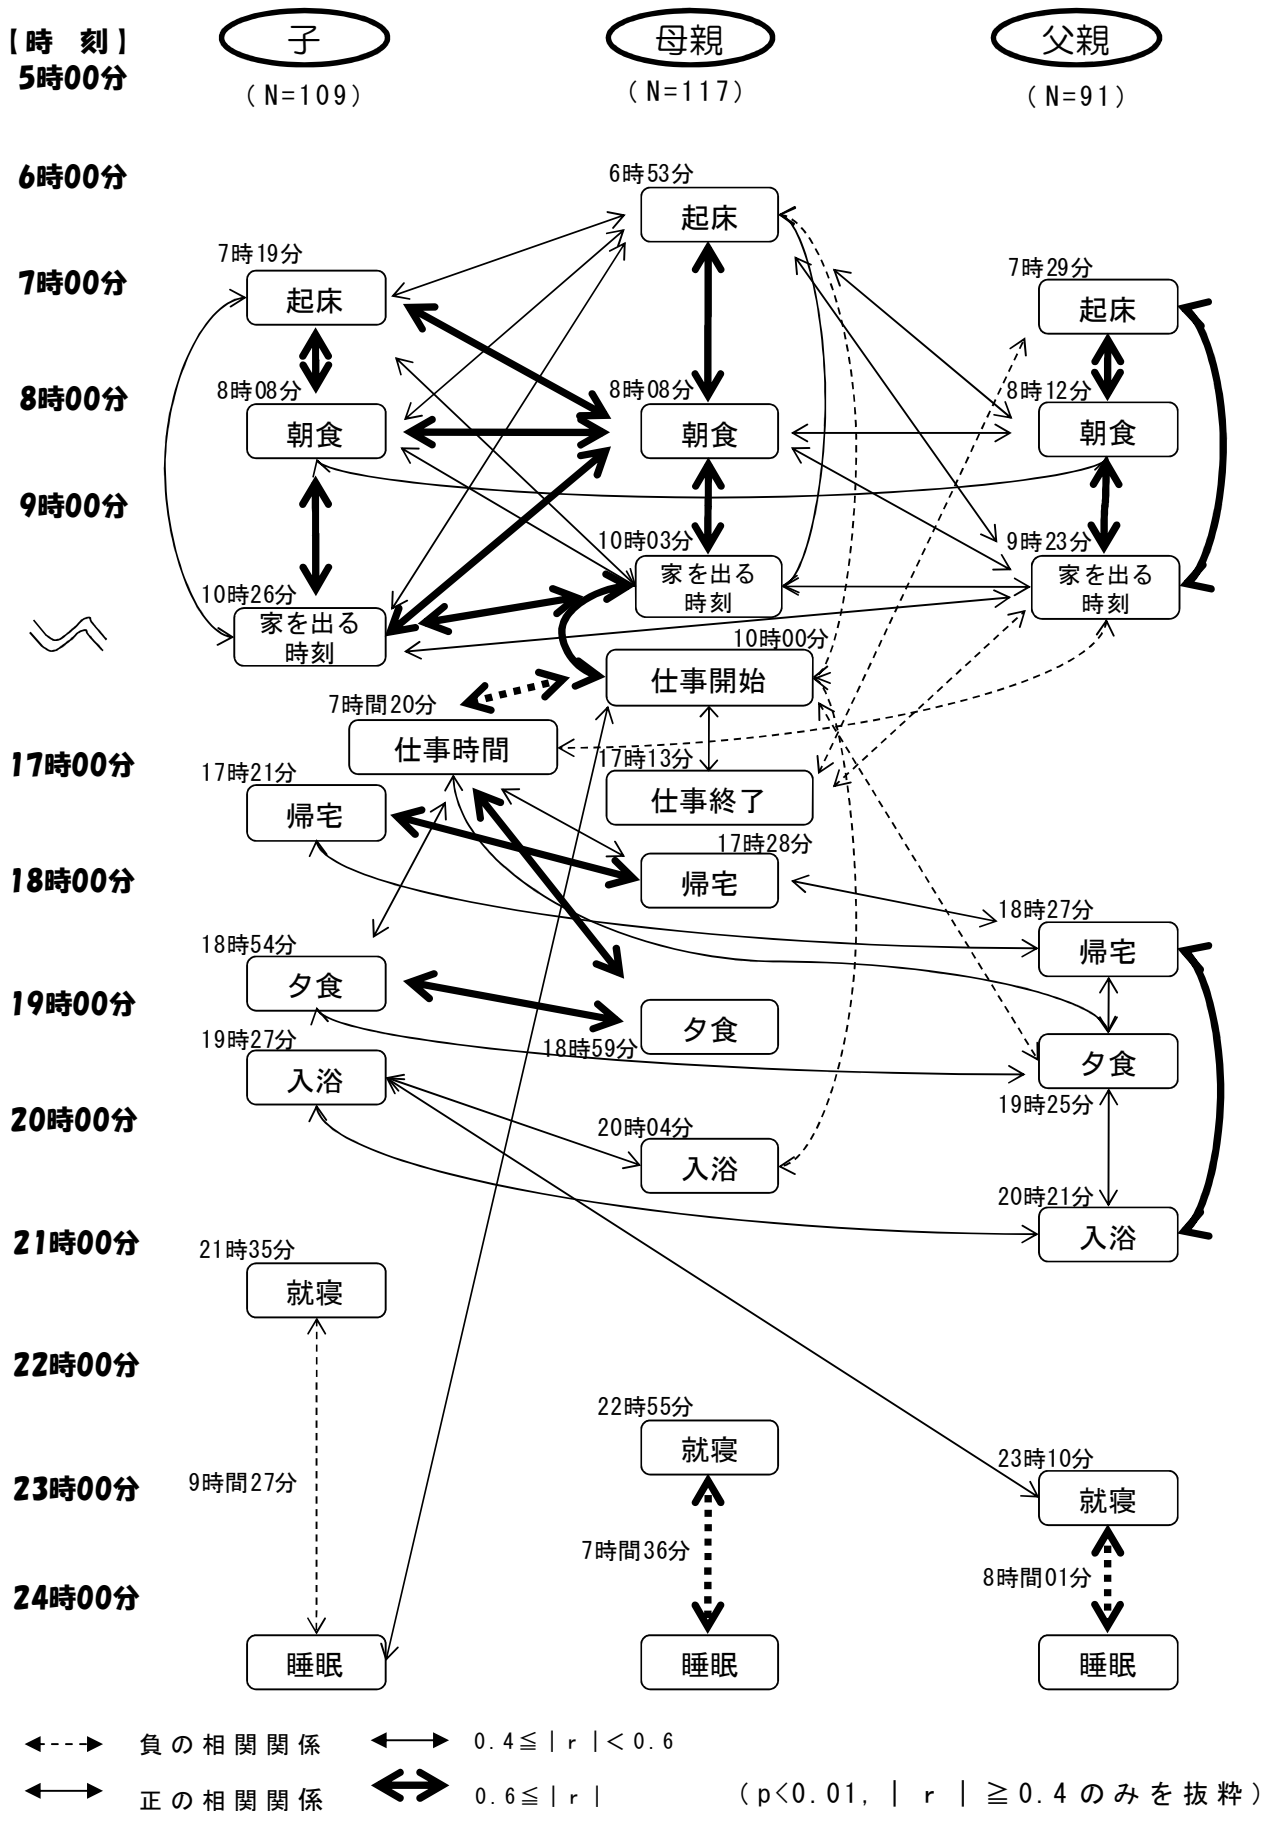 【時　刻】
子
母親
父親
5時00分
(N=109)
(N=117)
(N=91)
6時00分
6時53分
起床
7時19分
起床
7時00分
7時29分
起床
8時00分
8時08分
朝食
8時08分
朝食
8時12分
朝食
9時00分
10時03分
家を出る
時刻
9時23分
家を出る
時刻
10時26分
家を出る
時刻
10時00分
仕事開始
7時間20分
仕事時間
17時00分
17時13分
仕事終了
17時21分
帰宅
17時28分
帰宅
18時00分
18時27分
帰宅
18時54分
夕食
19時00分
夕食
18時59分
夕食
19時25分
19時27分
入浴
20時00分
20時04分
入浴
20時21分
入浴
21時00分
21時35分
就寝
22時00分
22時55分
就寝
23時00分
23時10分
就寝
9時間27分
7時間36分
8時間01分
24時00分
睡眠
睡眠
睡眠
負の相関関係
0.4≦|r|<0.6
正の相関関係
0.6≦|r|
(p<0.01, |r|≧0.4のみを抜粋)